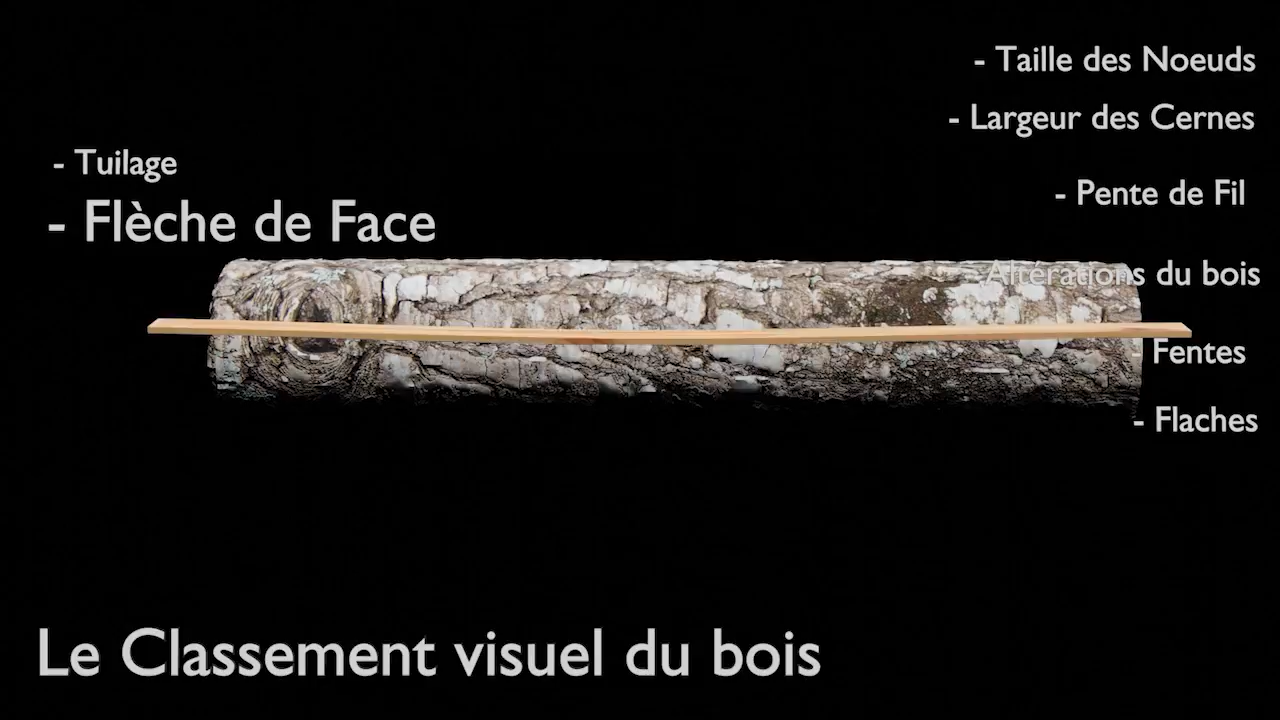 - Taille des Noeuds
- Largeur des Cernes
- Tuilage
- Pente de Fil
- Flèche de Face
- Altérations du bois
- Fentes
- Flaches
Le Classement visuel du bois